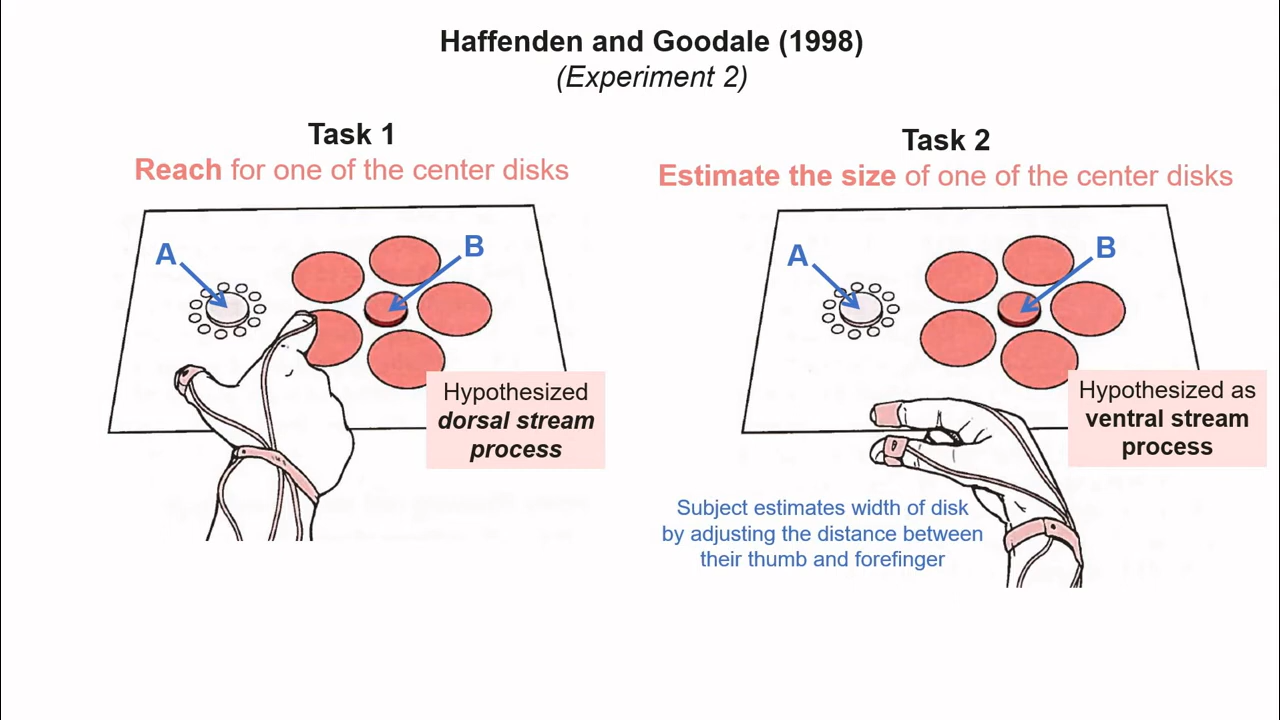 Haffenden and Goodale (1998)
(Experiment 2)
Task 1
Reach for one of the center disks
A
B
Hypothesized
dorsal stream
process
Task 2
Estimate the size of one of the center disks
A
B
Hypothesized as
ventral stream
process
Subject estimates width of disk
by adjusting the distance between
their thumb and forefinger